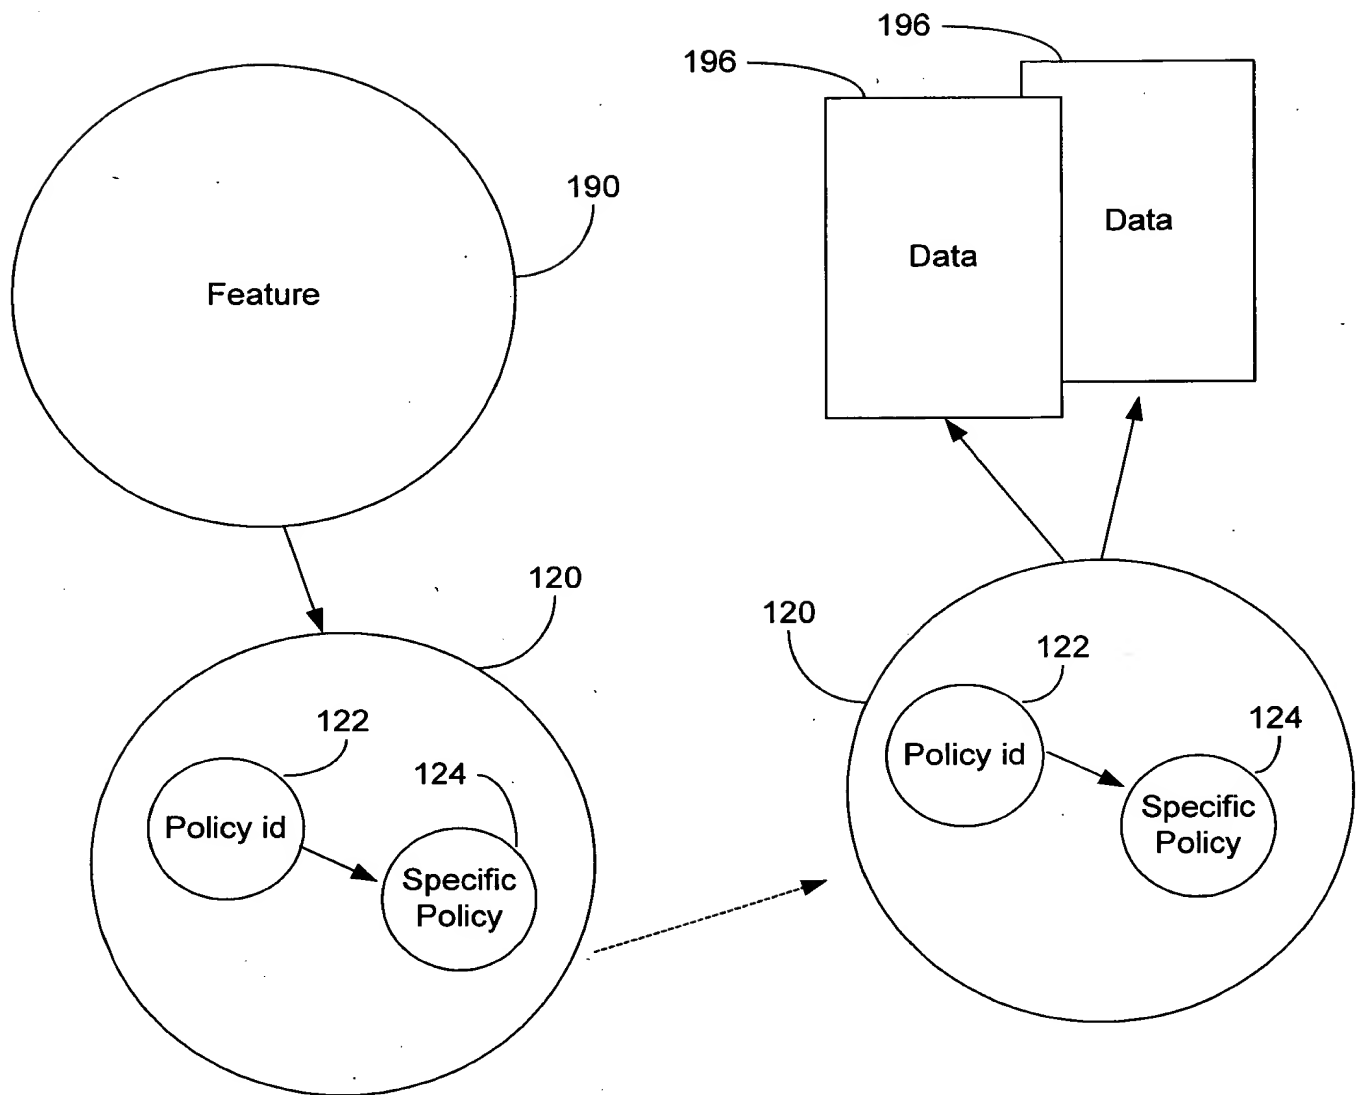 196
196
190
Feature
Data
Data
120
120
122
124
Policy id
Specific
Policy
122
124
Policy id
Specific
Policy